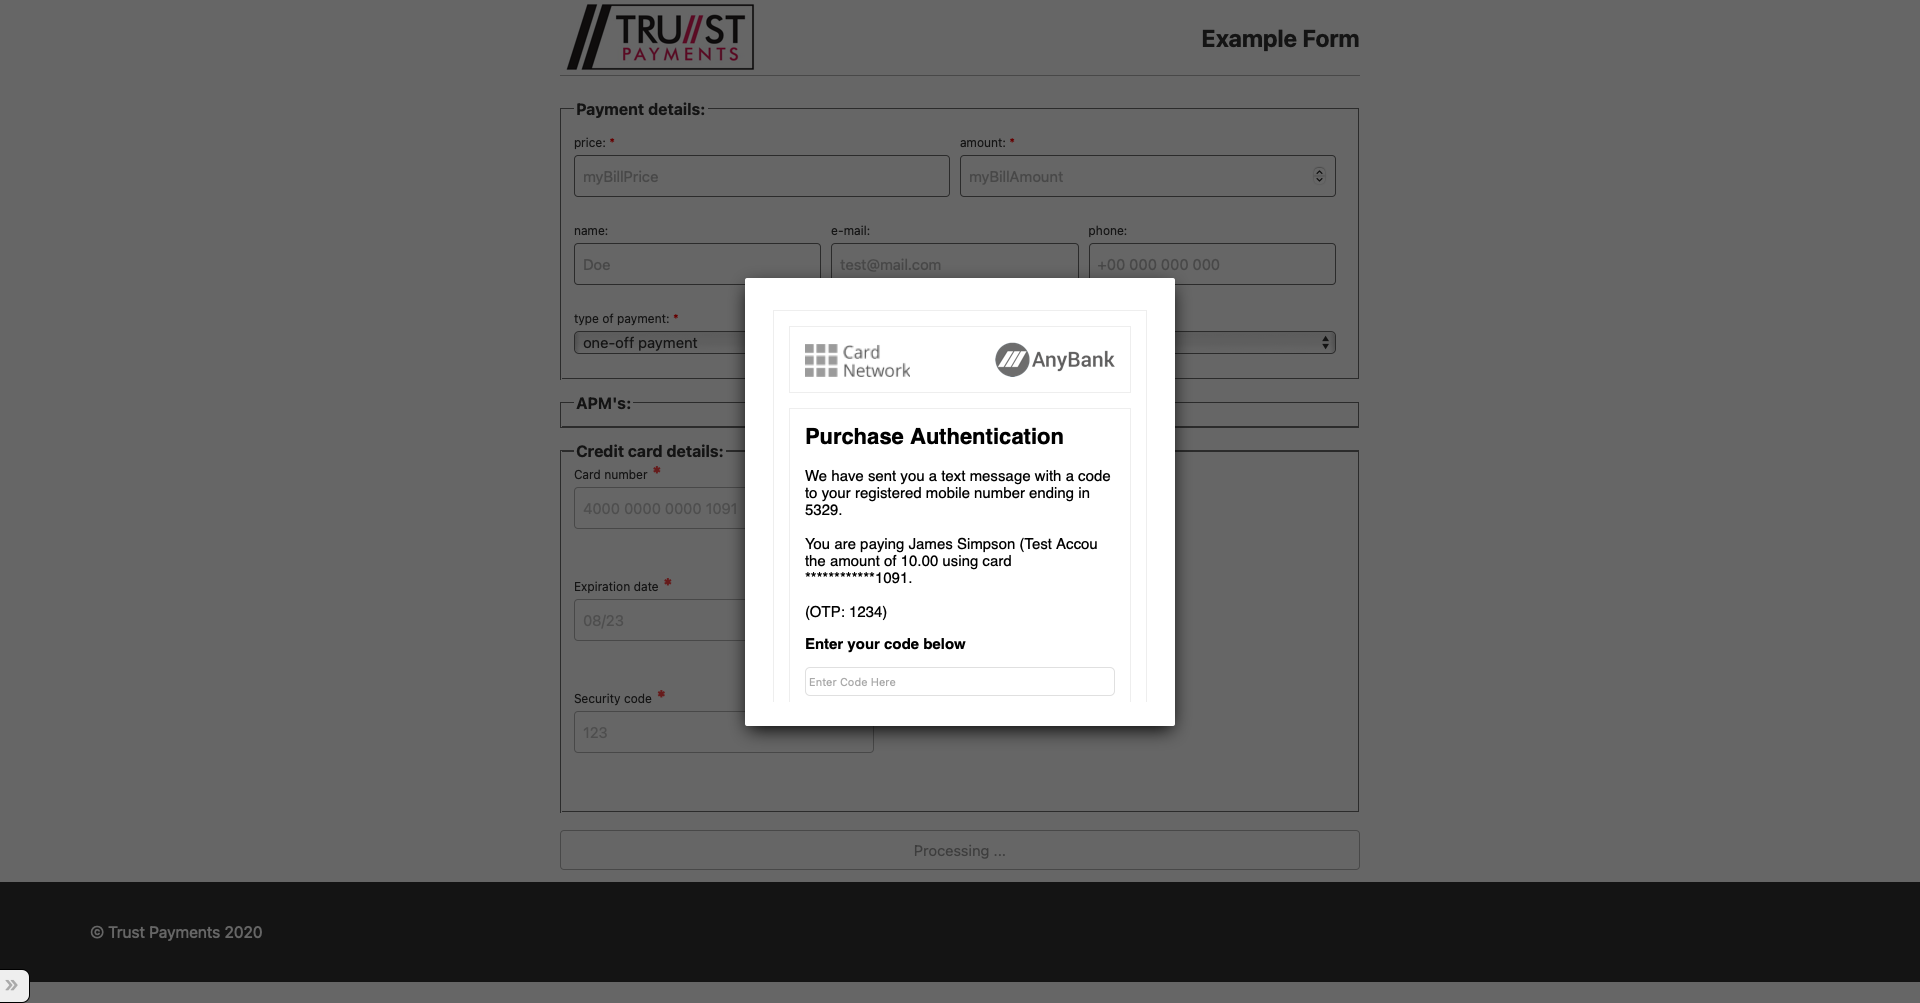 TRU//ST
PAYMENTS
Example Form
Payment details:
price: *
amount: *
myBillPrice
myBillAmount
name:
e-mail:
phone:
Doe
test@mail.com
+00 000 000 000
type of payment: *
one-off payment
APM's:
Credit card details:
Card number *
4000 0000 0000 1091
Expiration date *
08/23
Security code *
123
Card
Network
AnyBank
Purchase Authentication
We have sent you a text message with a code
to your registered mobile number ending in
5329.
You are paying James Simpson (Test Accou
the amount of 10.00 using card
************1091.
(OTP: 1234)
Enter your code below
Enter Code Here
Processing ...
© Trust Payments 2020
»